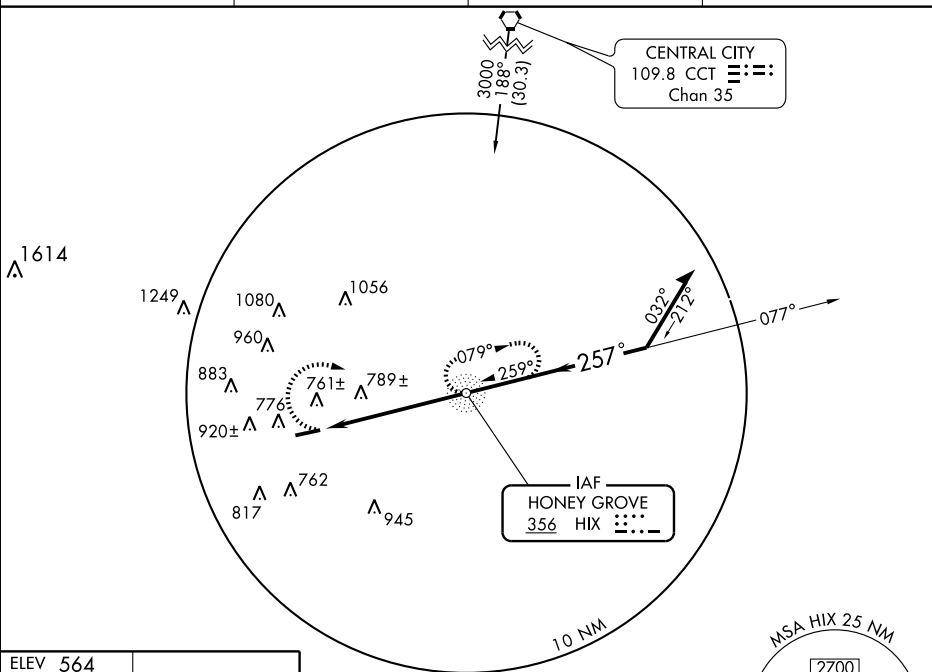 CENTRAL CITY
109.8 CCT
Chan 35
3000
188°
(30.3)
1614
1249
1080
1056
960
032°
212°
077°
079°
259°
257°
883
761±
789±
776
920±
762
817
945
IAF
HONEY GROVE
356 HIX
10 NM
MSA HIX 25 NM
2700
ELEV 564